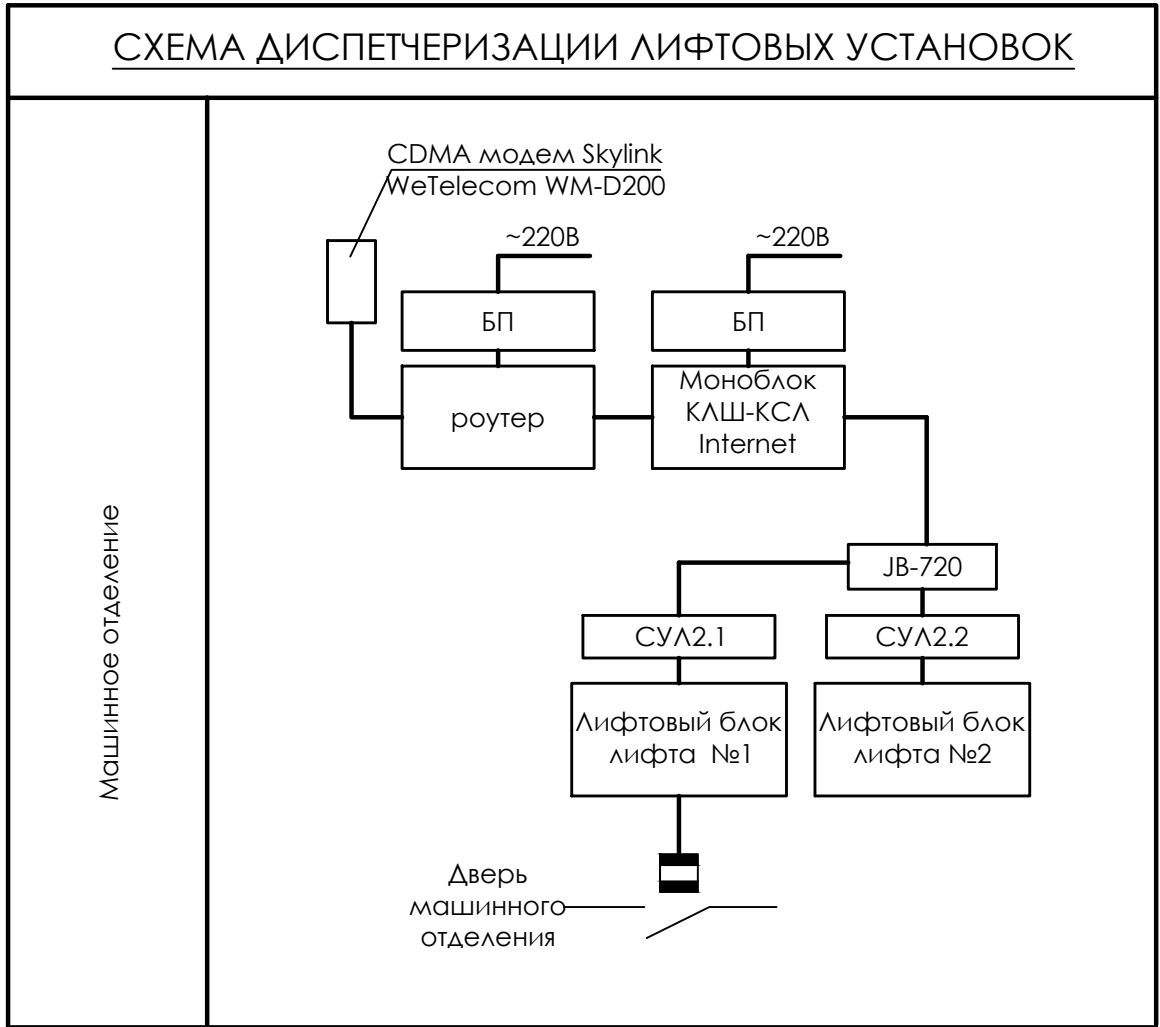 СХЕМА ДИСПЕТЧЕРИЗАЦИИ ЛИФТОВЫХ УСТАНОВОК
CDMA модем Skylink
WeTelecom WM-D200
~220В
~220В
БП
БП
роутер
Моноблок
КЛШ-КСЛ
Internet
JB-720
СУЛ2.1
СУЛ2.2
Лифтовый блок
лифта №1
Лифтовый блок
лифта №2
Машинное отделение
Дверь
машинного
отделения